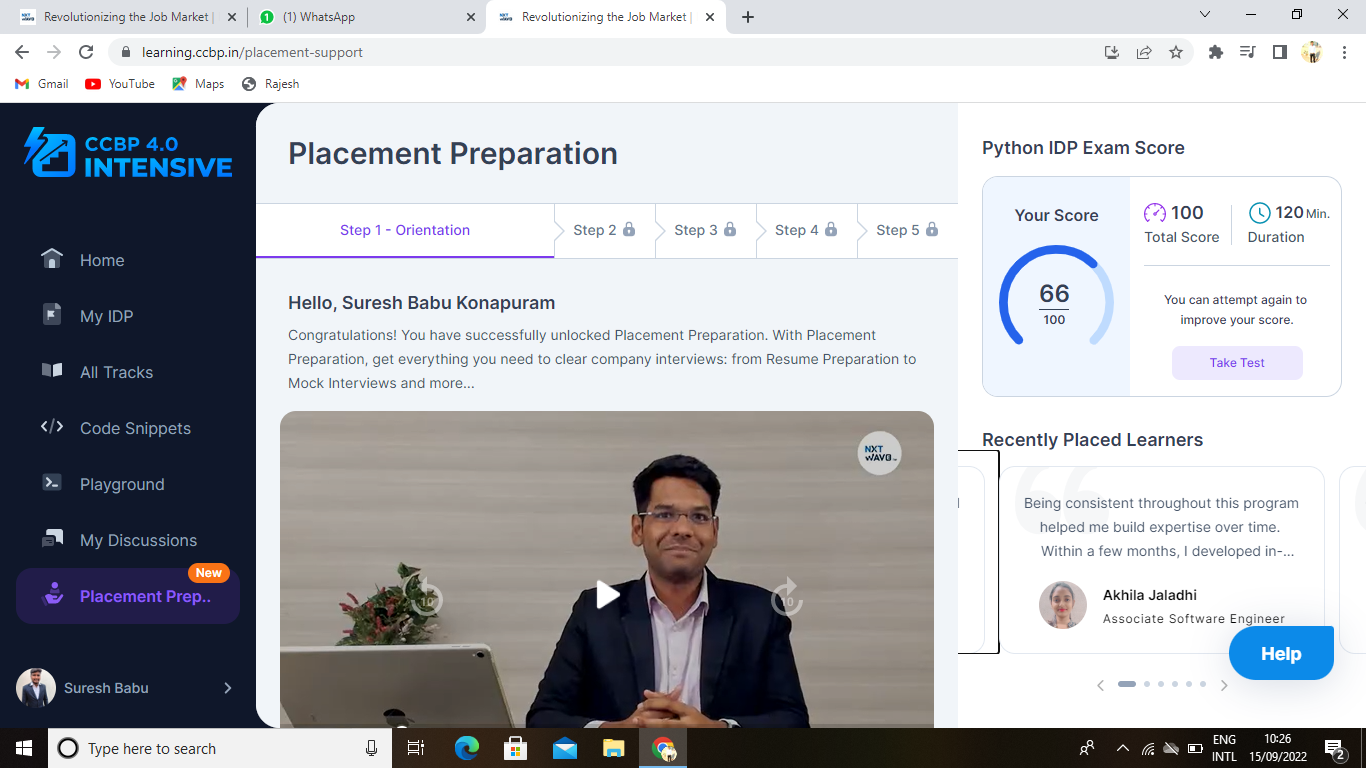 Revolutionizing the Job Market |
(1) WhatsApp
Revolutionizing the Job Market |
learning.ccbp.in/placement-support
Gmail
YouTube
Maps
Rajesh
CCBP 4.0
INTENSIVE
Home
My IDP
All Tracks
Code Snippets
Playground
My Discussions
New
Placement Prep..
Suresh Babu
Placement Preparation
Step 1 - Orientation
Step 2
Step 3
Step 4
Step 5
Hello, Suresh Babu Konapuram
Congratulations! You have successfully unlocked Placement Preparation. With Placement
Preparation, get everything you need to clear company interviews: from Resume Preparation to
Mock Interviews and more...
NXT
WAVE
10
10
Python IDP Exam Score
Your Score
66
100
100
Total Score
120 Min.
Duration
You can attempt again to
improve your score.
Take Test
Recently Placed Learners
Being consistent throughout this program
helped me build expertise over time.
Within a few months, I developed in-...
Akhila Jaladhi
Associate Software Engineer
Help
Type here to search
ENG
INTL
10:26
15/09/2022
2